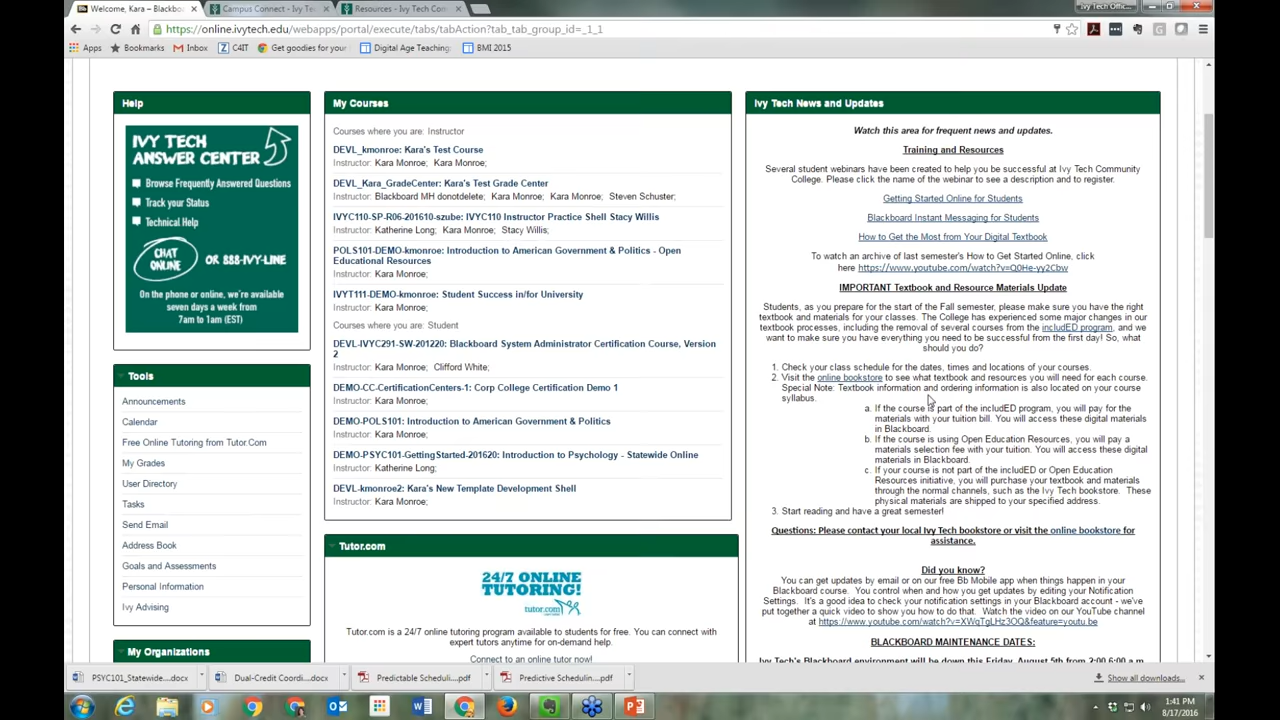 Welcome, Kara – Blackboard
Campus Connect - Ivy Te
Resources - Ivy Tech Com
Ivy Tech Offic
https://online.ivytech.edu/webapps/portal/execute/tabs/tabAction?tab_tab_group_id=_1_1
Apps
Bookmarks
Inbox
C4IT
Get goodies for your
Digital Age Teaching
BMI 2015
Help
IVY TECH
ANSWER CENTER
Browse Frequently Answered Questions
Track your Status
Technical Help
CHAT
ONLINE
OR 888-IVY-LINE
On the phone or online, we're available
seven days a week from
7am to 1am (EST)
Tools
Announcements
Calendar
Free Online Tutoring from Tutor.Com
My Grades
User Directory
Tasks
Send Email
Address Book
Goals and Assessments
Personal Information
Ivy Advising
My Organizations
My Courses
Courses where you are: Instructor
DEVL_kmonroe: Kara's Test Course
Instructor: Kara Monroe; Kara Monroe;
DEVL_Kara_GradeCenter: Kara's Test Grade Center
Instructor: Blackboard MH donotdelete; Kara Monroe; Kara Monroe; Steven Schuster;
IVYC110-SP-R06-201610-szube: IVYC110 Instructor Practice Shell Stacy Willis
Instructor: Katherine Long; Kara Monroe; Stacy Willis;
POLS101-DEMO-kmonroe: Introduction to American Government & Politics - Open
Educational Resources
Instructor: Kara Monroe;
IVYT111-DEMO-kmonroe: Student Success in/for University
Instructor: Kara Monroe;
Courses where you are: Student
DEVL-IVYC291-SW-201220: Blackboard System Administrator Certification Course, Version
2
Instructor: Kara Monroe; Clifford White;
DEMO-CC-CertificationCenters-1: Corp College Certification Demo 1
Instructor: Kara Monroe;
DEMO-POLS101: Introduction to American Government & Politics
Instructor: Kara Monroe;
DEMO-PSYC101-GettingStarted-201620: Introduction to Psychology - Statewide Online
Instructor: Katherine Long;
DEVL-kmonroe2: Kara's New Template Development Shell
Instructor: Kara Monroe;
Tutor.com
24/7 ONLINE
TUTORING!
tutor.com
Tutor.com is a 24/7 online tutoring program available to students for free. You can connect with
expert tutors anytime for on-demand help.
Connect to an online tutor now!
Ivy Tech News and Updates
Watch this area for frequent news and updates.
Training and Resources
Several student webinars have been created to help you be successful at Ivy Tech Community
College. Please click the name of the webinar to see a description and to register.
Getting Started Online for Students
Blackboard Instant Messaging for Students
How to Get the Most from Your Digital Textbook
To watch an archive of last semester's How to Get Started Online, click
here https://www.youtube.com/watch?v=Q0He-yy2Cbw
IMPORTANT Textbook and Resource Materials Update
Students, as you prepare for the start of the Fall semester, please make sure you have the right
textbook and materials for your classes. The College has experienced some major changes in our
textbook processes, including the removal of several courses from the includED program, and we
want to make sure you have everything you need to be successful from the first day! So, what
should you do?
1. Check your class schedule for the dates, times and locations of your courses.
2. Visit the online bookstore to see what textbook and resources you will need for each course.
Special Note: Textbook information and ordering information is also located on your course
syllabus.
a. If the course is part of the includED program, you will pay for the
materials with your tuition bill. You will access these digital materials
in Blackboard.
b. If the course is using Open Education Resources, you will pay a
materials selection fee with your tuition. You will access these digital
materials in Blackboard.
c. If your course is not part of the includED or Open Education
Resources initiative, you will purchase your textbook and materials
through the normal channels, such as the Ivy Tech bookstore. These
physical materials are shipped to your specified address.
3. Start reading and have a great semester!
Questions: Please contact your local Ivy Tech bookstore or visit the online bookstore for
assistance.
Did you know?
You can get updates by email or on our free Bb Mobile app when things happen in your
Blackboard course. You control when and how you get updates by editing your Notification
Settings. It's a good idea to check your notification settings in your Blackboard account - we've
put together a quick video to show you how to do that. Watch the video on our YouTube channel
at https://www.youtube.com/watch?v=XWqTgLHz3OQ&feature=youtu.be
BLACKBOARD MAINTENANCE DATES:
Ivy Tech's Blackboard environment will be down this Friday, August 5th from 2:00-6:00 a.m.
PSYC101_Statewide....docx
Dual-Credit Coordi....docx
Predictable Scheduli....pdf
Predictive Schedulin....pdf
Show all downloads...
1:41 PM
8/17/2016